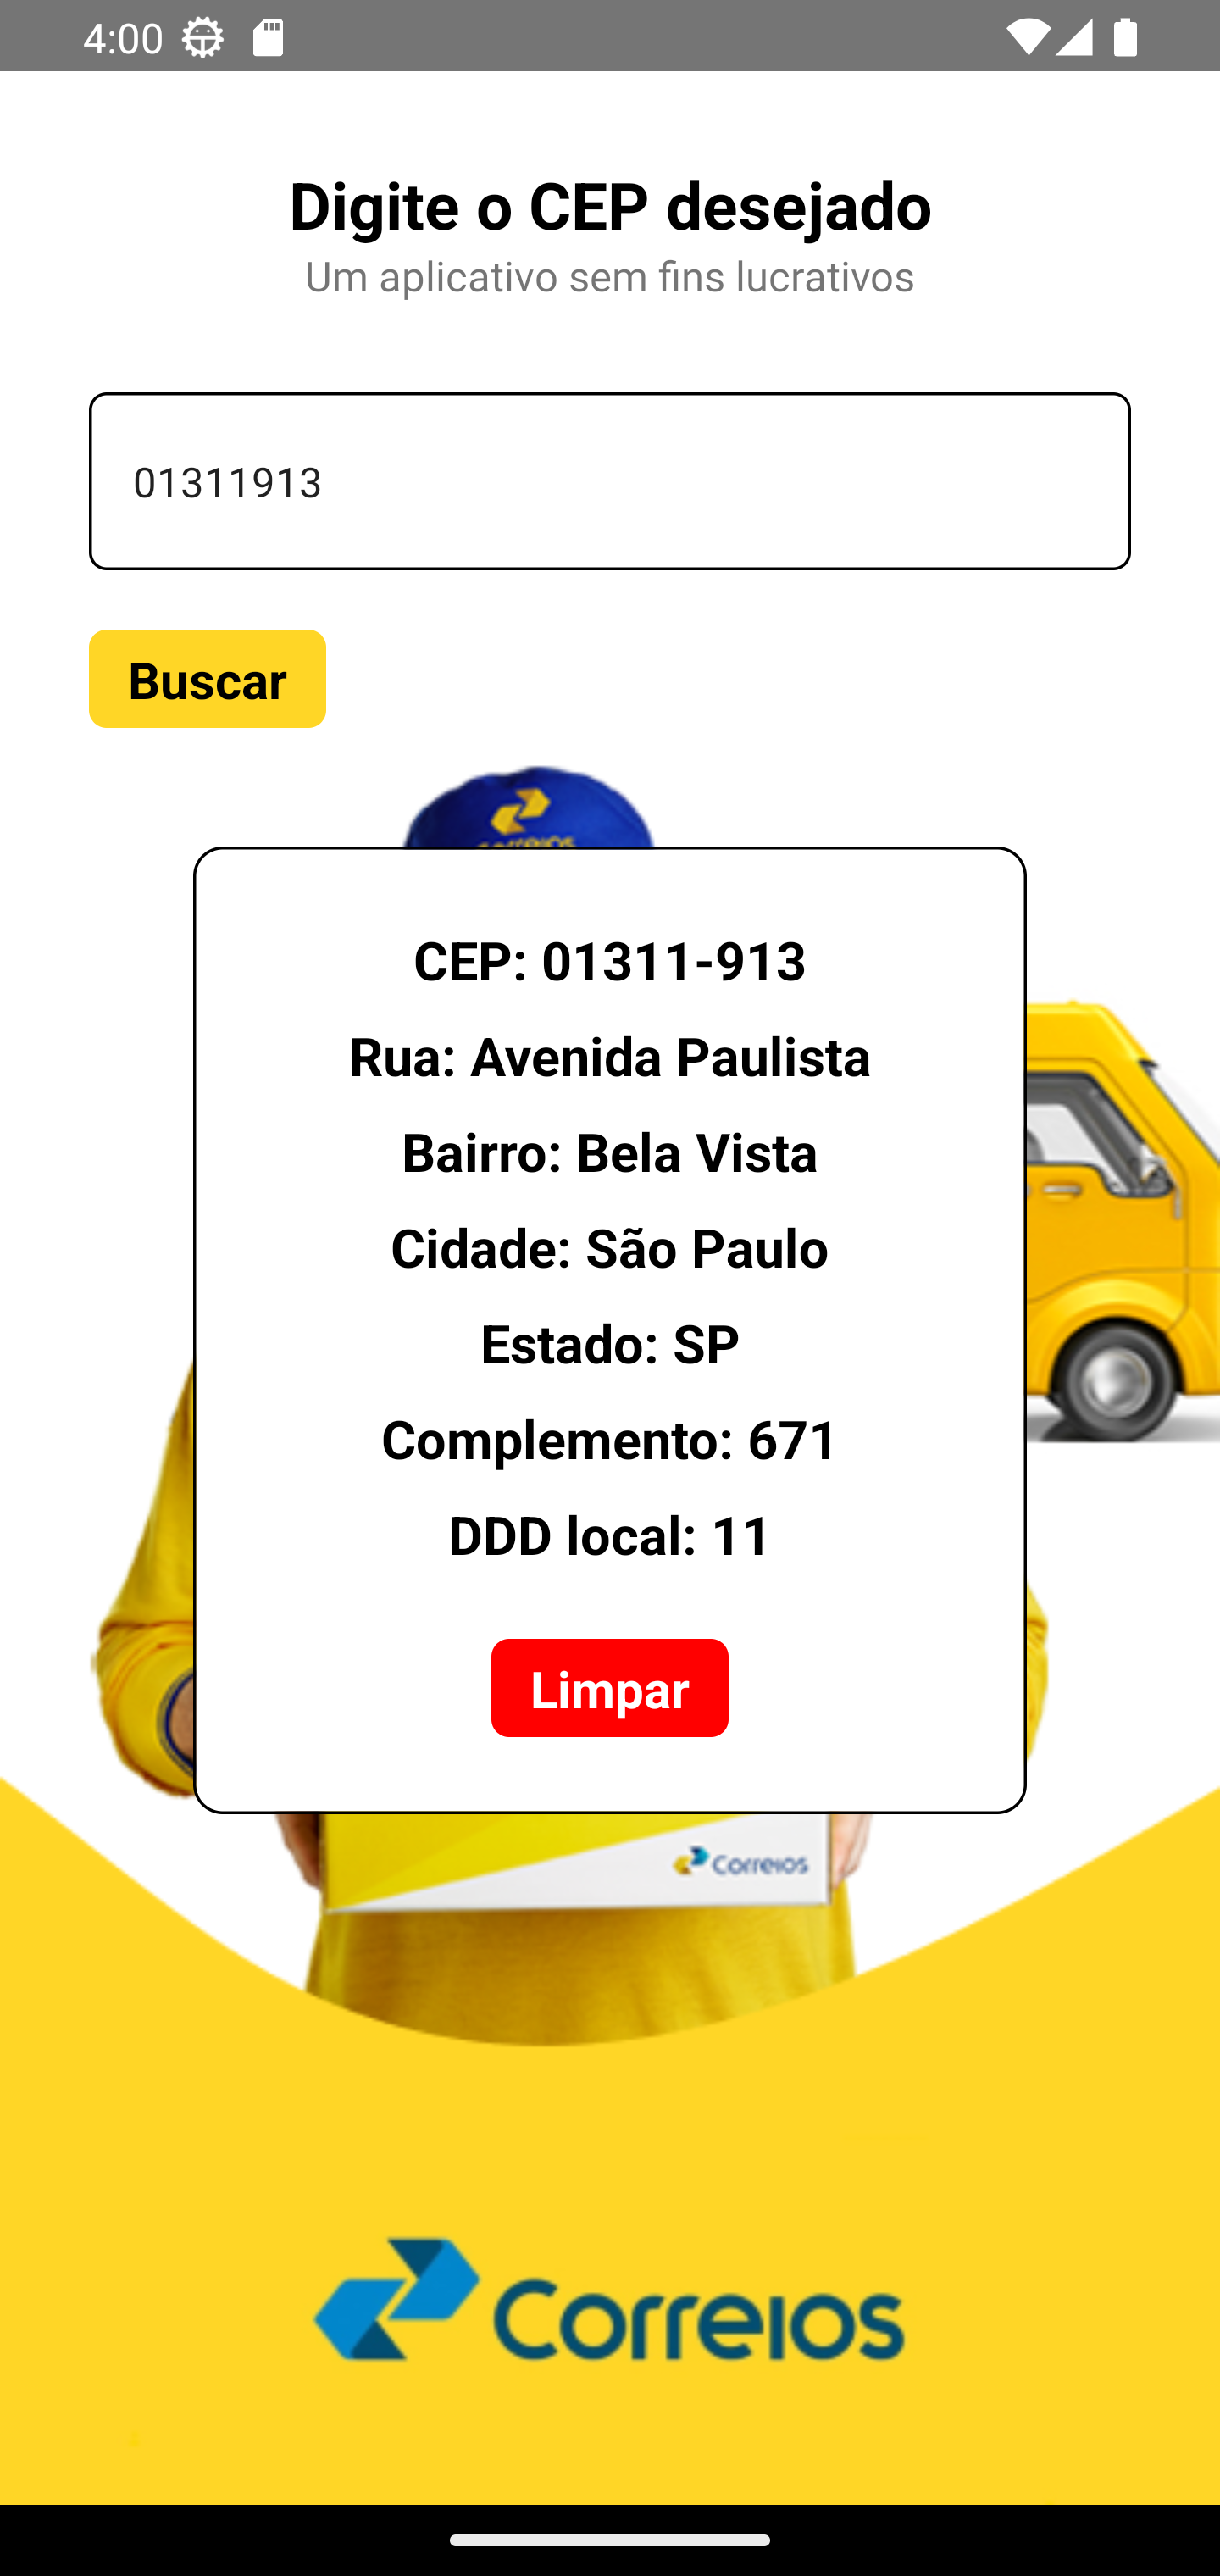 4:00
Digite o CEP desejado
Um aplicativo sem fins lucrativos
01311913
Buscar
CEP: 01311-913
Rua: Avenida Paulista
Bairro: Bela Vista
Cidade: São Paulo
Estado: SP
Complemento: 671
DDD local: 11
Limpar
Correios
Correios